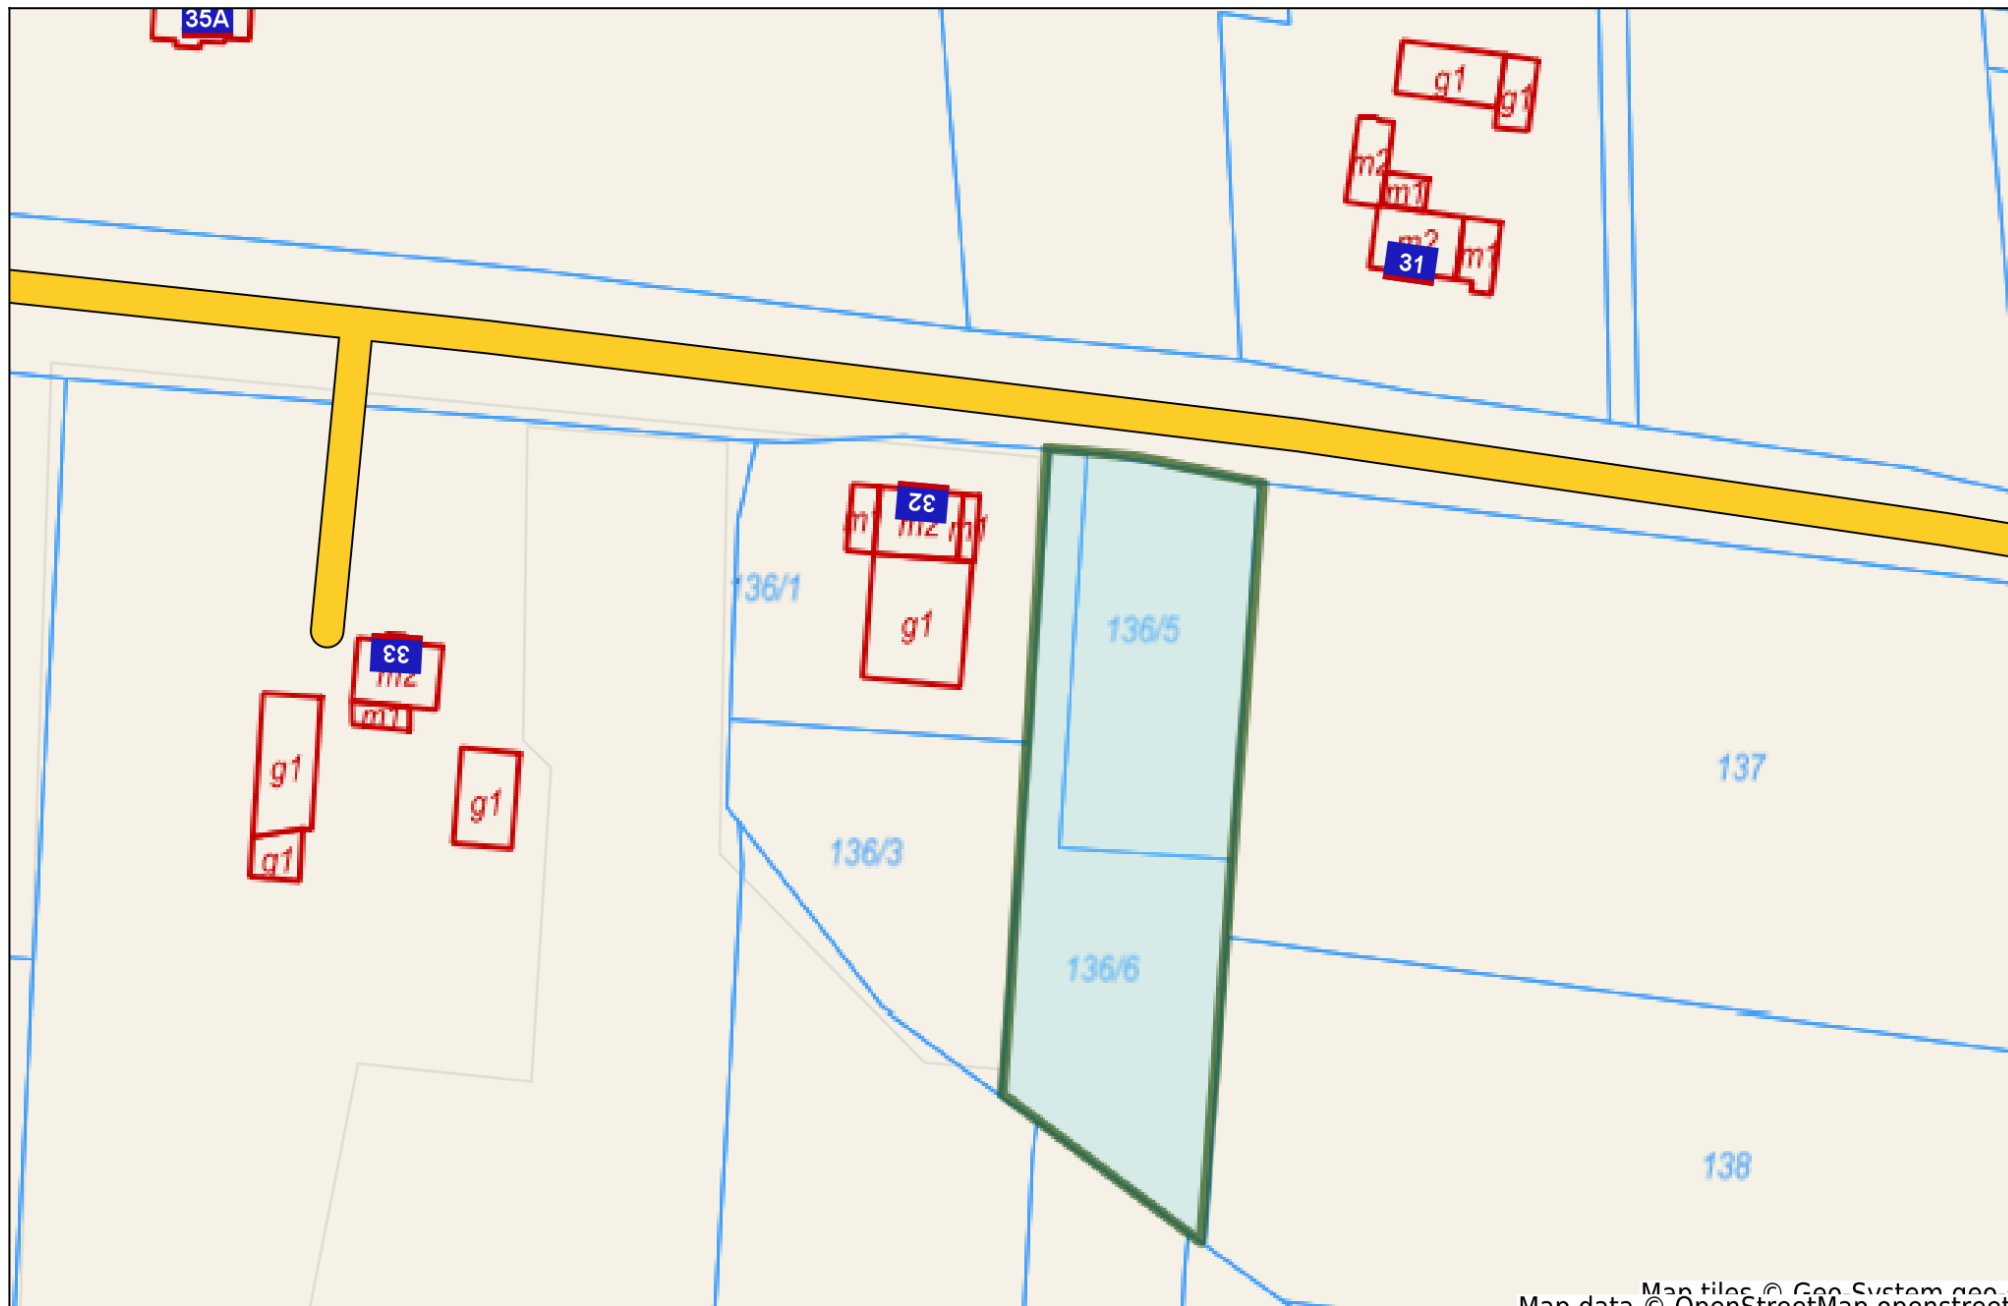 35A
g1
g1
m2
m1
m2
m1
31
32
m1
m2
m1
136/1
g1
136/5
33
m2
m1
g1
g1
g1
137
136/3
136/6
138
Map tiles © Geo-System geo-
Map data © OpenStreetMap openstreet